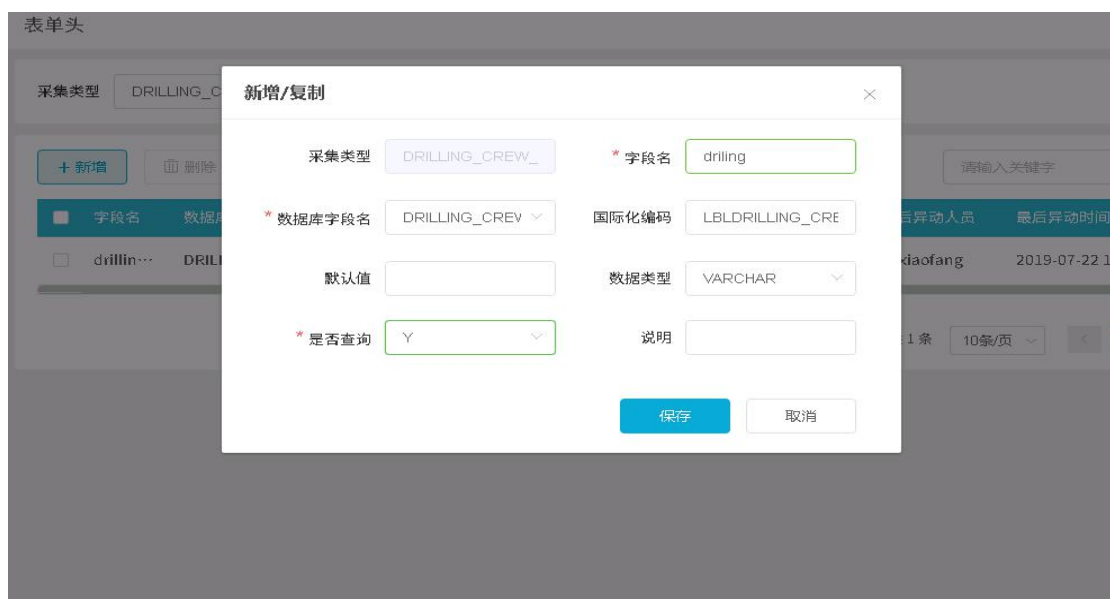 表单头
采集类型 DRILLING_C
新增/复制
采集类型 DRILLING_CREW_ * 字段名 driling
+ 新增 删除 请输入关键字
字段名 数据 * 数据库字段名 DRILLING_CREV 国际化编码 LBLDRILLING_CRE 后异动人员 最后异动时间
drillin··· DRILI 默认值 数据类型 VARCHAR xiaofang 2019-07-22 1
* 是否查询 Y 说明 1 条 10条/页
保存 取消